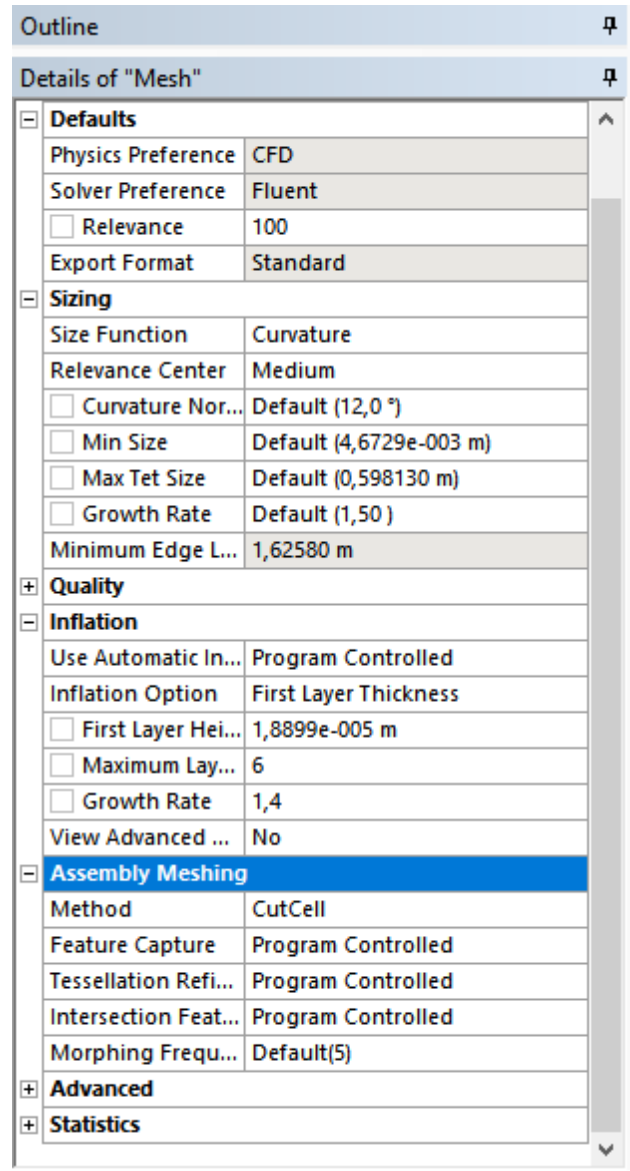 Outline
Details of "Mesh"
Defaults
Physics Preference CFD
Solver Preference Fluent
Relevance 100
Export Format Standard
Sizing
Size Function Curvature
Relevance Center Medium
Curvature Nor... Default (12,0 °)
Min Size Default (4,6729e-003 m)
Max Tet Size Default (0,598130 m)
Growth Rate Default (1,50 )
Minimum Edge L... 1,62580 m
Quality
Inflation
Use Automatic In... Program Controlled
Inflation Option First Layer Thickness
First Layer Hei... 1,8899e-005 m
Maximum Lay... 6
Growth Rate 1,4
View Advanced ... No
Assembly Meshing
Method CutCell
Feature Capture Program Controlled
Tessellation Refi... Program Controlled
Intersection Feat... Program Controlled
Morphing Frequ... Default(5)
Advanced
Statistics